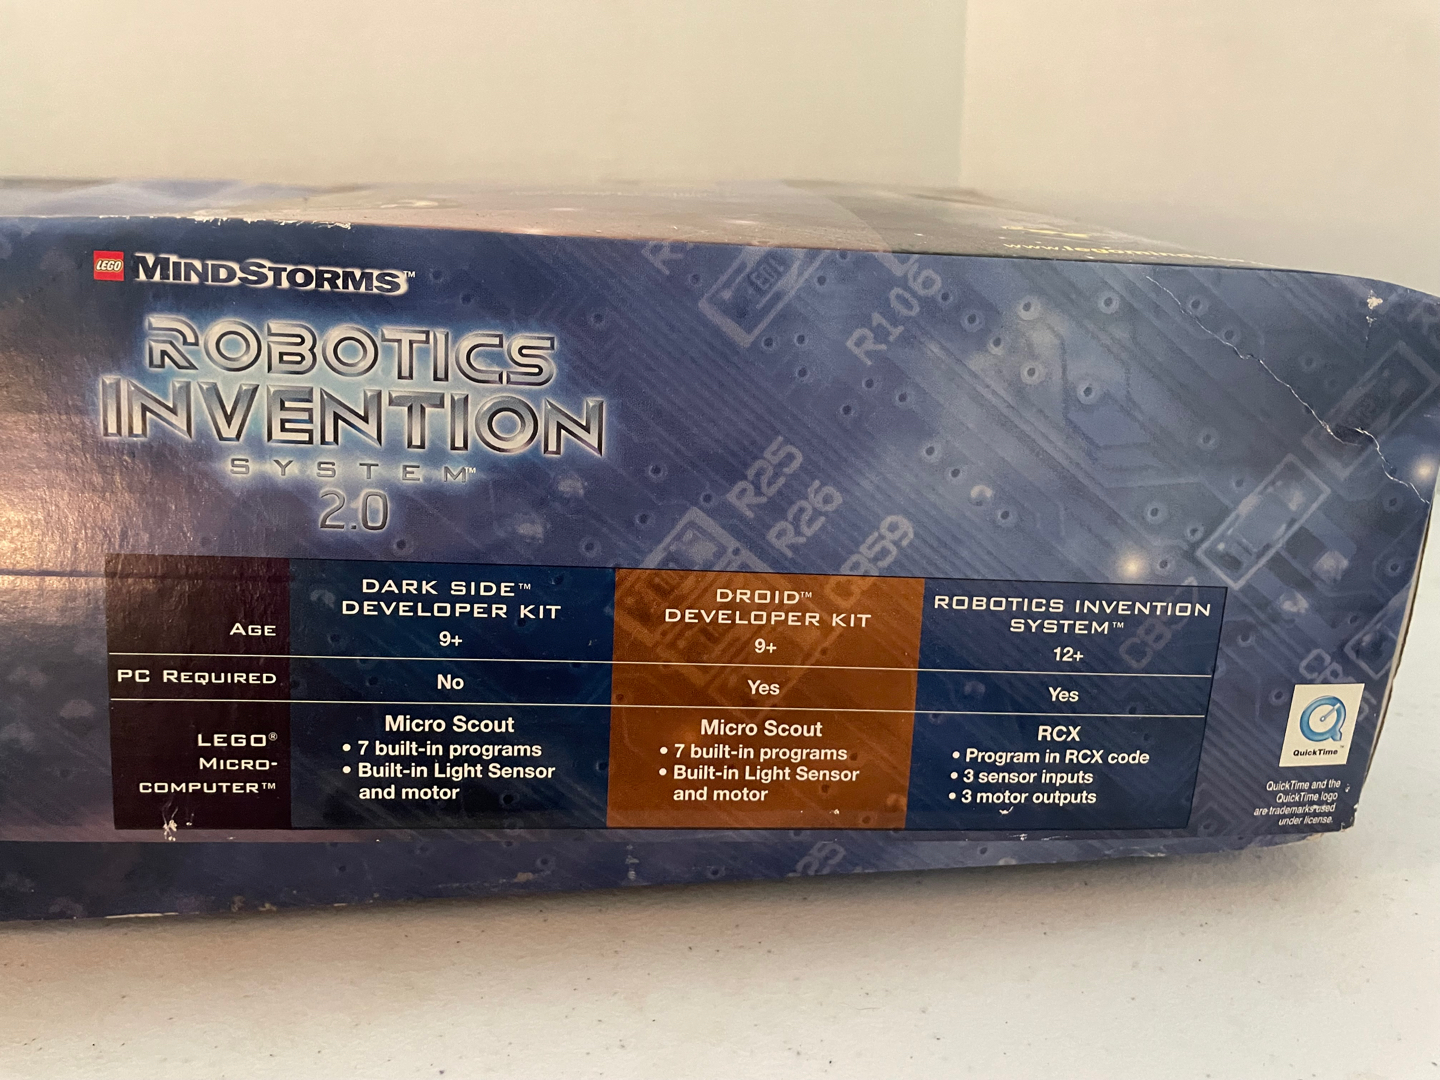 LEGO MINDSTORMS™
ROBOTICS
INVENTION
SYSTEM™
2.0
R106
R25
R26
CB59
DARK SIDE™
DEVELOPER KIT
DROID™
DEVELOPER KIT
ROBOTICS INVENTION
SYSTEM™
AGE
9+
9+
12+
PC REQUIRED
No
Yes
Yes
LEGO®
MICRO-
COMPUTER™
Micro Scout
• 7 built-in programs
• Built-in Light Sensor
and motor
Micro Scout
• 7 built-in programs
• Built-in Light Sensor
and motor
RCX
• Program in RCX code
• 3 sensor inputs
• 3 motor outputs
QuickTime™
QuickTime and the
QuickTime logo
are trademarks used
under license.